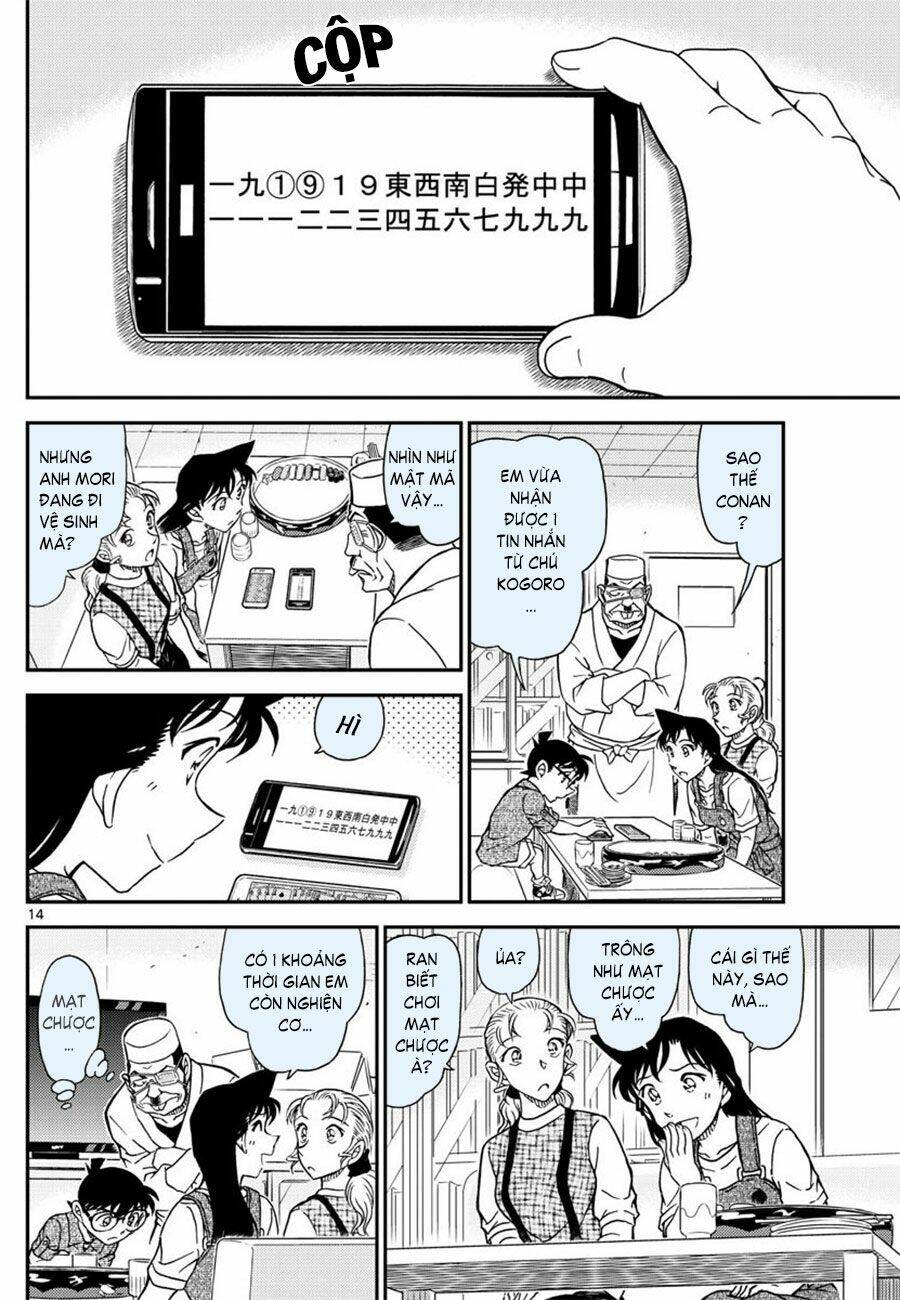 CỘP
一九①⑨１９東西南白発中中
一一一二二三四五六七九九九
SAO
THẾ
CONAN
?
EM VỪA
NHẬN
ĐƯỢC 1
TIN NHẮN
TỪ CHÚ
KOGORO
...
NHÌN NHƯ
MẬT MÃ
VẬY...
NHƯNG
ANH MORI
ĐANG ĐI
VỆ SINH
MÀ?
HÌ
一九①⑨１９東西南白発中中
一一一二二三四五六七九九九
14
CÁI GÌ THẾ
NÀY, SAO
MÀ...
TRÔNG
NHƯ MẠT
CHƯỢC
ẤY...
ỦA?
RAN
BIẾT
CHƠI
MẠT
CHƯỢC
À?
CÓ 1 KHOẢNG
THỜI GIAN EM
CÒN NGHIỆN
CƠ...
MẠT
CHƯỢC
...